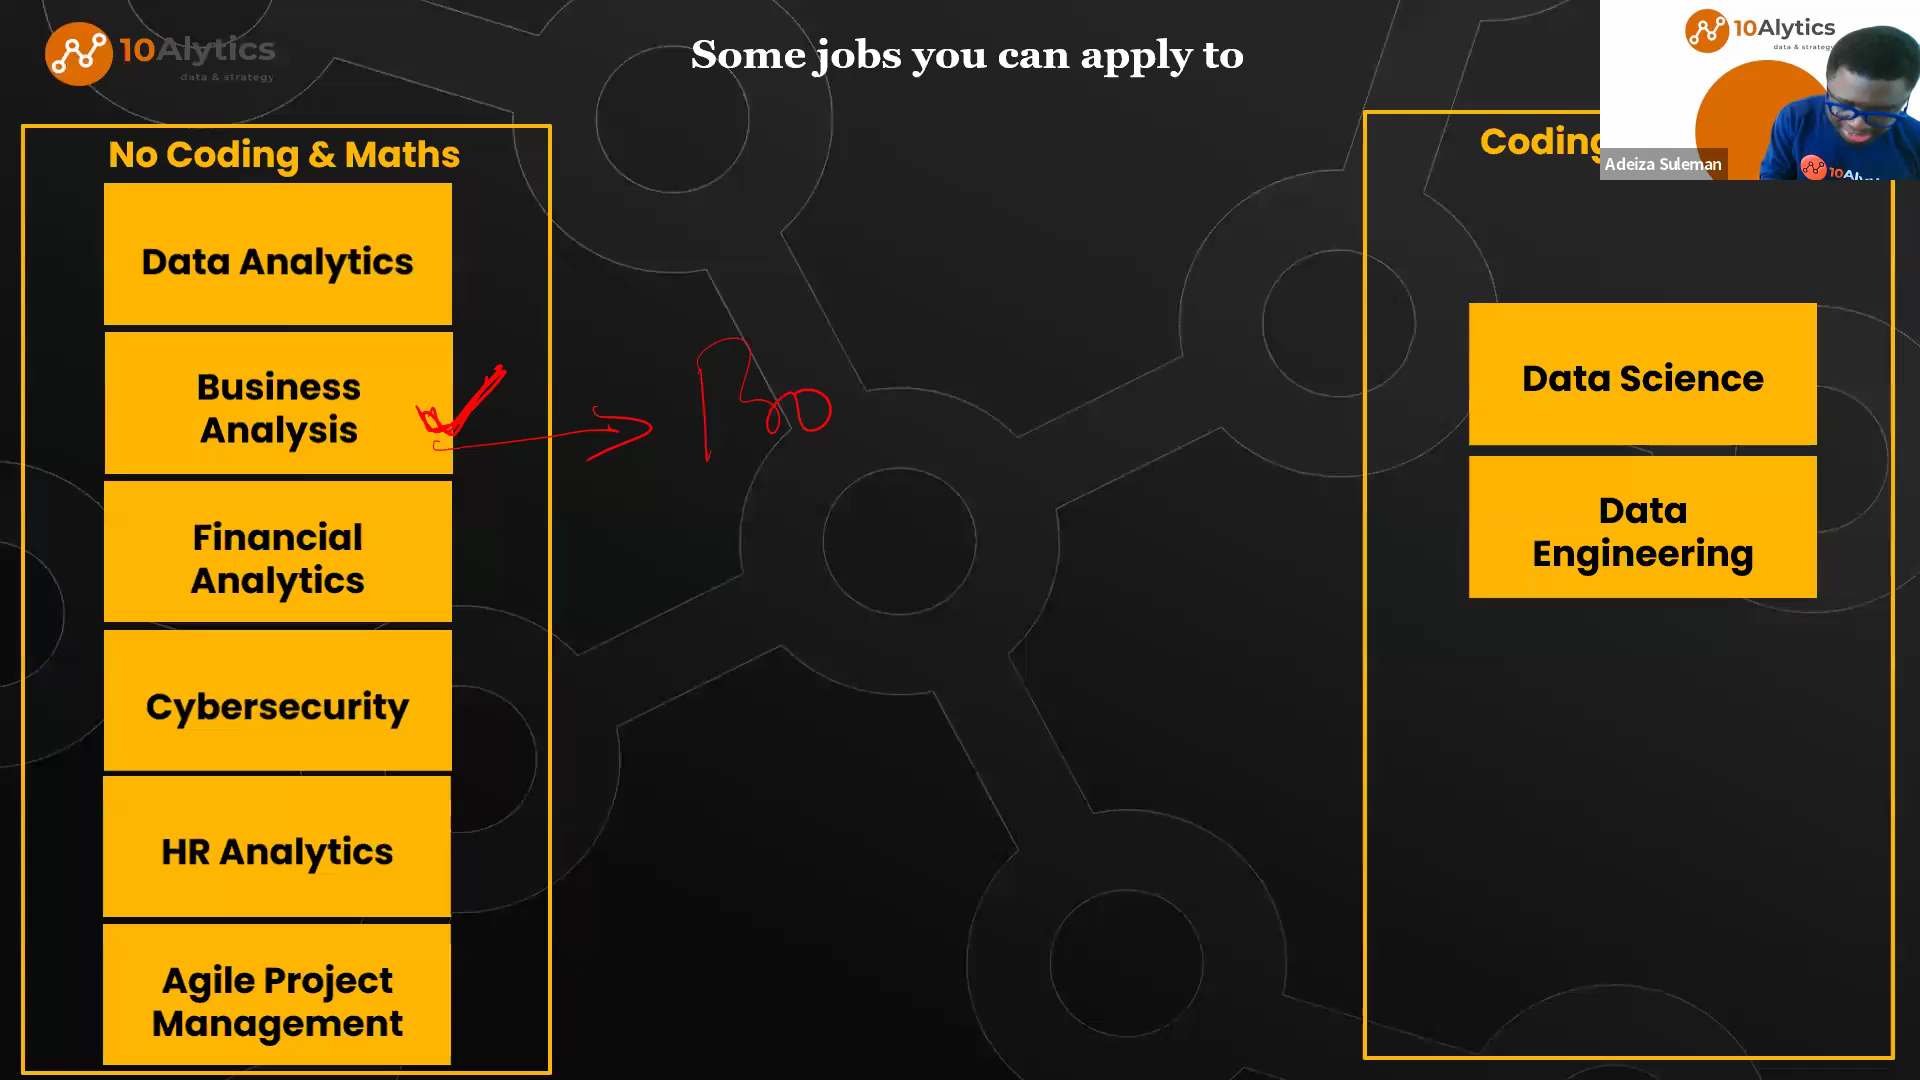 10Alytics
data & strategy
Some jobs you can apply to
10Alytics
data & strategy
Adeiza Suleman
10Aly
No Coding & Maths
Data Analytics
Business
Analysis
Financial
Analytics
Cybersecurity
HR Analytics
Agile Project
Management
Coding
Data Science
Data
Engineering